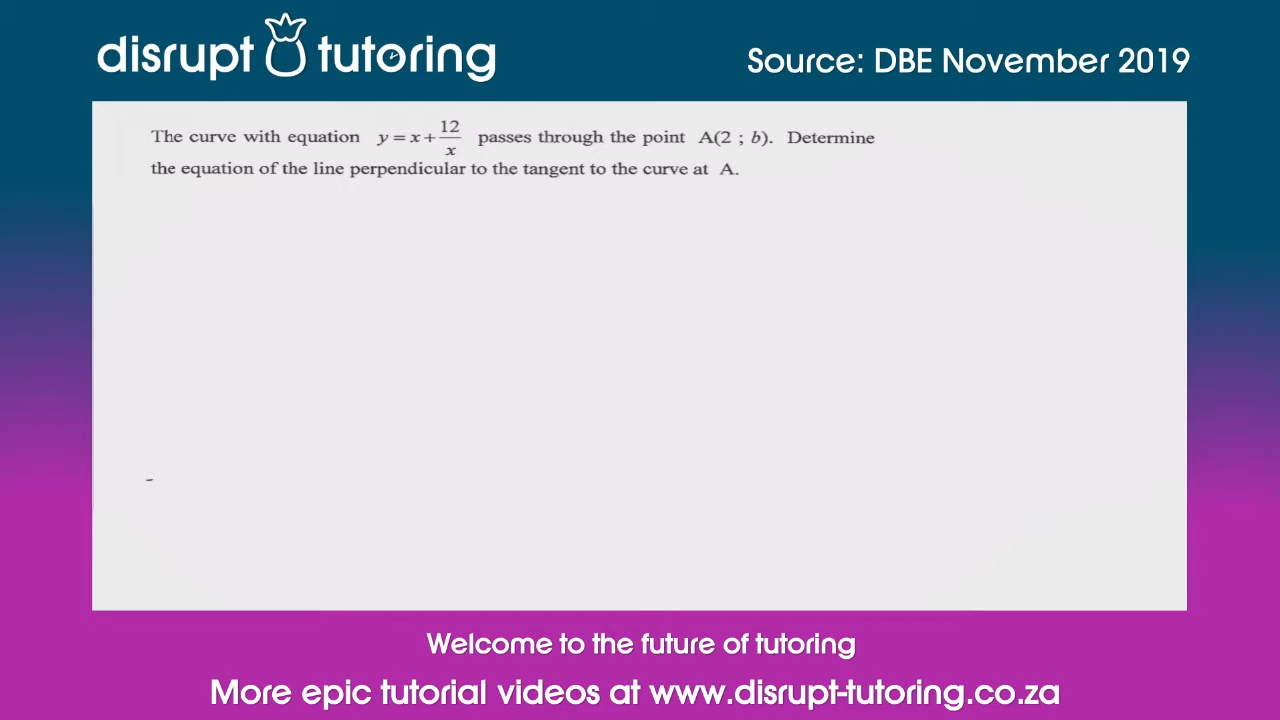 disrupt tutoring
Source: DBE November 2019
The curve with equation y = x + 12/x passes through the point A(2 ; b). Determine
the equation of the line perpendicular to the tangent to the curve at A.
Welcome to the future of tutoring
More epic tutorial videos at www.disrupt-tutoring.co.za